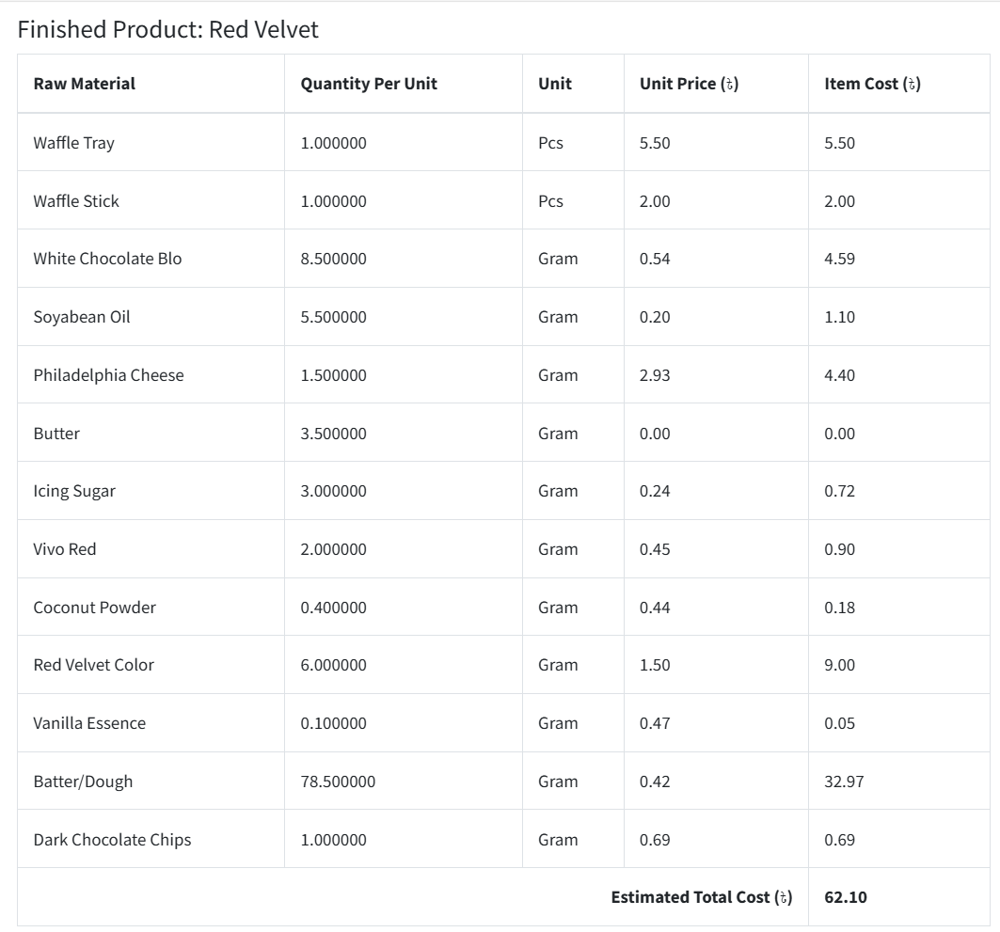 Finished Product: Red Velvet
Raw Material Quantity Per Unit Unit Unit Price (৳) Item Cost (৳)
Waffle Tray 1.000000 Pcs 5.50 5.50
Waffle Stick 1.000000 Pcs 2.00 2.00
White Chocolate Blo 8.500000 Gram 0.54 4.59
Soyabean Oil 5.500000 Gram 0.20 1.10
Philadelphia Cheese 1.500000 Gram 2.93 4.40
Butter 3.500000 Gram 0.00 0.00
Icing Sugar 3.000000 Gram 0.24 0.72
Vivo Red 2.000000 Gram 0.45 0.90
Coconut Powder 0.400000 Gram 0.44 0.18
Red Velvet Color 6.000000 Gram 1.50 9.00
Vanilla Essence 0.100000 Gram 0.47 0.05
Batter/Dough 78.500000 Gram 0.42 32.97
Dark Chocolate Chips 1.000000 Gram 0.69 0.69
Estimated Total Cost (৳) 62.10